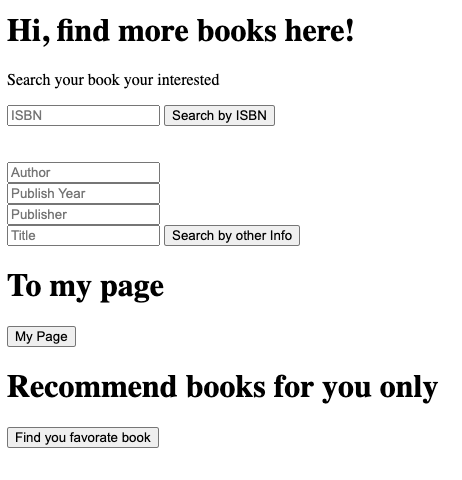 Hi, find more books here!
Search your book your interested
ISBN Search by ISBN
Author
Publish Year
Publisher
Title Search by other Info
To my page
My Page
Recommend books for you only
Find you favorate book